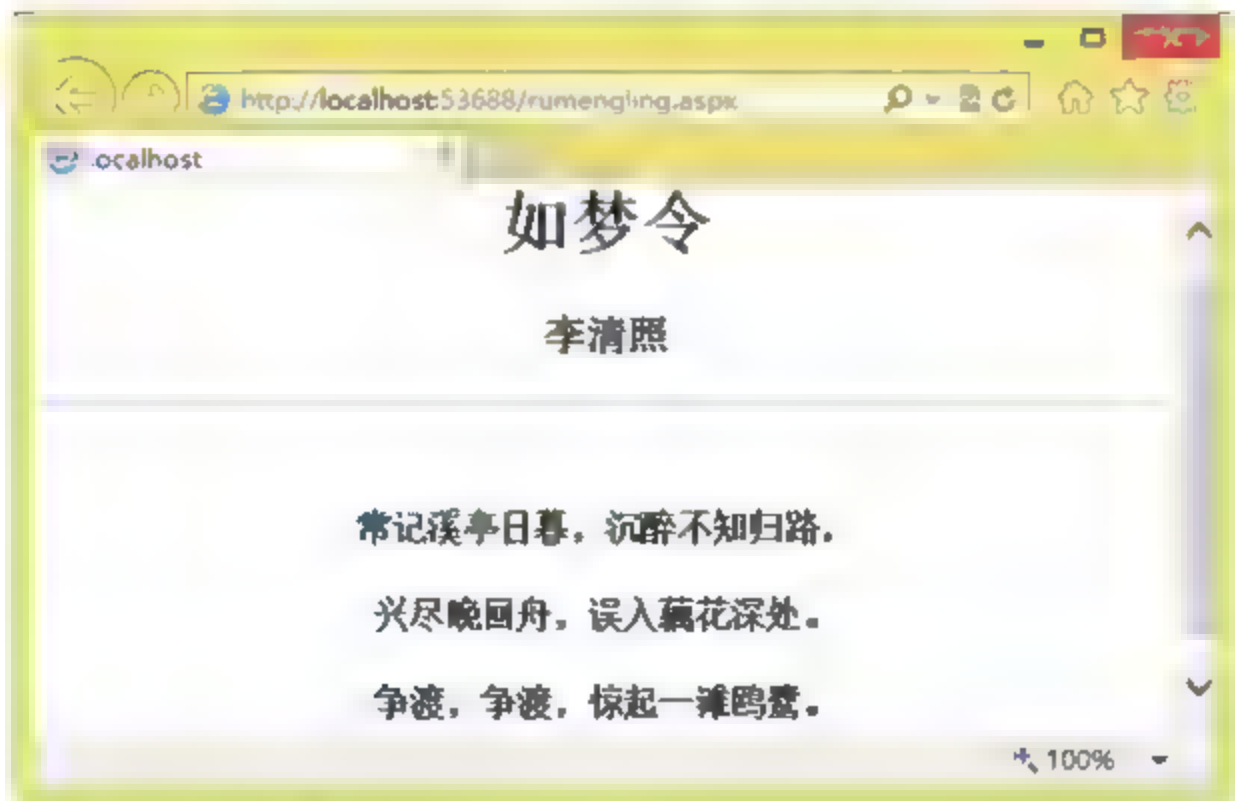 http://localhost:53688/rumengling.aspx
localhost
如梦令
李清照
常记溪亭日暮，沉醉不知归路。
兴尽晚回舟，误入藕花深处。
争渡，争渡，惊起一滩鸥鹭。
100%